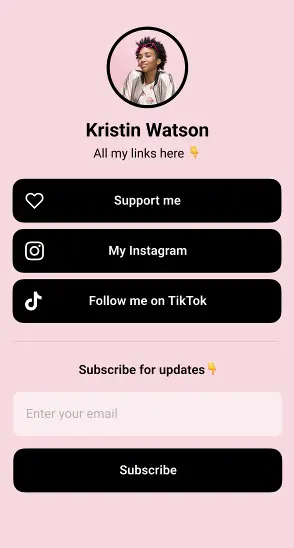 Kristin Watson
All my links here 👇
Support me
My Instagram
Follow me on TikTok
Subscribe for updates👇
Enter your email
Subscribe